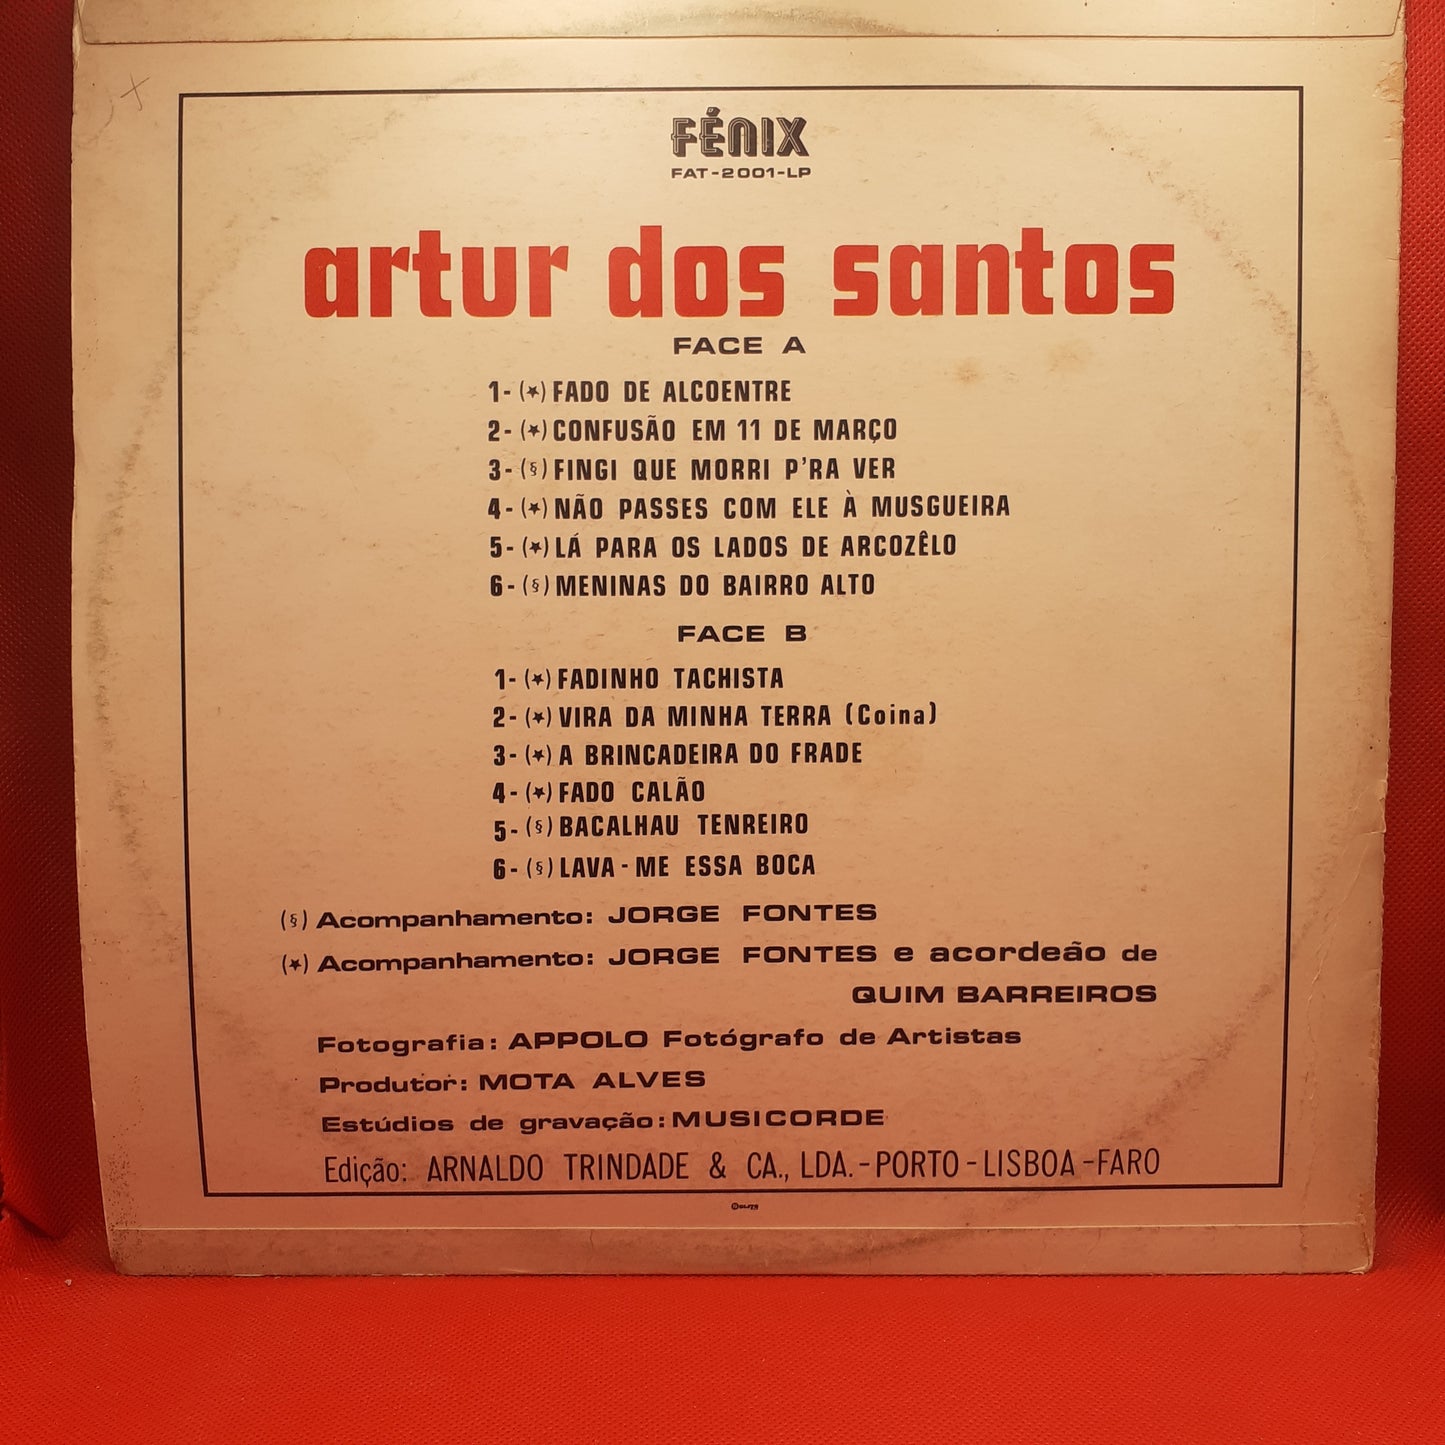 FÉNIX
FAT-2001-LP
artur dos santos
FACE A
1- (★) FADO DE ALCOENTRE
2- (★) CONFUSÃO EM 11 DE MARÇO
3- (§) FINGI QUE MORRI P'RA VER
4- (★) NÃO PASSES COM ELE À MUSGUEIRA
5- (★) LÁ PARA OS LADOS DE ARCOZÊLO
6- (§) MENINAS DO BAIRRO ALTO
FACE B
1- (★) FADINHO TACHISTA
2- (★) VIRA DA MINHA TERRA (Coina)
3- (★) A BRINCADEIRA DO FRADE
4- (★) FADO CALÃO
5- (§) BACALHAU TENREIRO
6- (§) LAVA-ME ESSA BOCA
(§) Acompanhamento: JORGE FONTES
(★) Acompanhamento: JORGE FONTES e acordeão de
QUIM BARREIROS
Fotografia: APPOLO Fotógrafo de Artistas
Produtor: MOTA ALVES
Estúdios de gravação: MUSICORDE
Edição: ARNALDO TRINDADE & CA., LDA. - PORTO - LISBOA - FARO